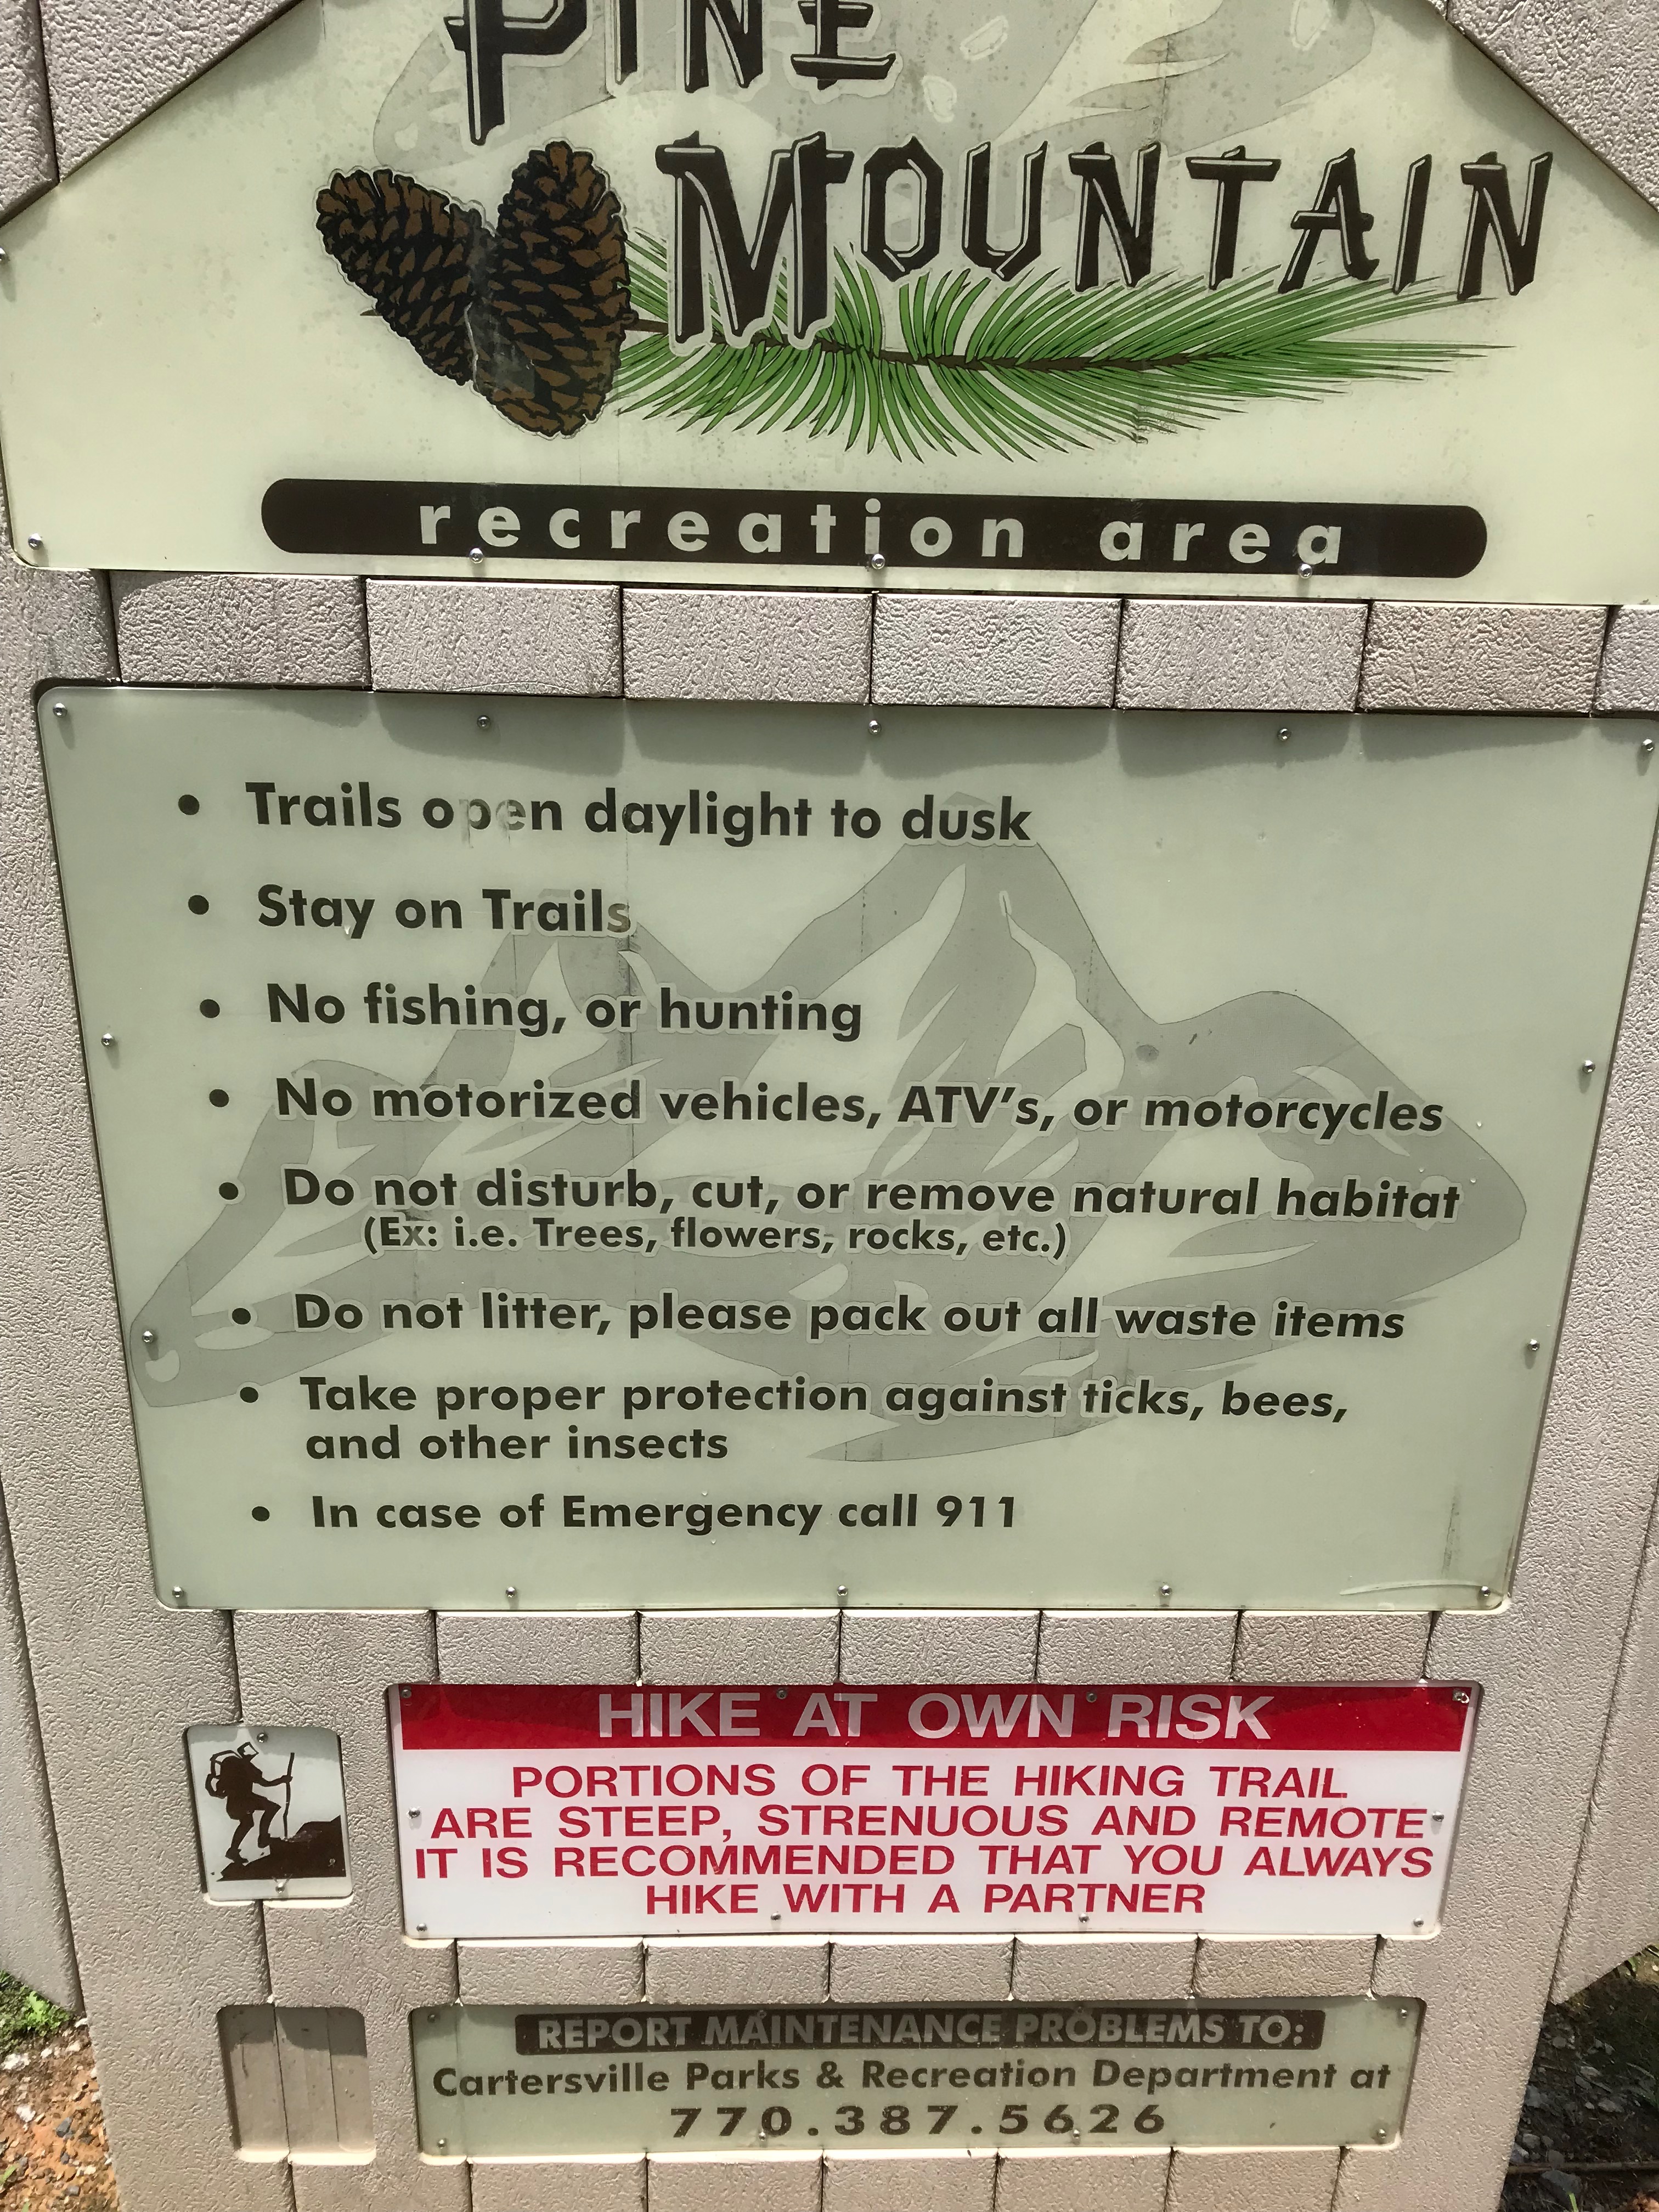 PINE
MOUNTAIN
recreation area
• Trails open daylight to dusk
• Stay on Trails
• No fishing, or hunting
• No motorized vehicles, ATV's, or motorcycles
• Do not disturb, cut, or remove natural habitat
(Ex: i.e. Trees, flowers, rocks, etc.)
• Do not litter, please pack out all waste items
• Take proper protection against ticks, bees,
and other insects
• In case of Emergency call 911
HIKE AT OWN RISK
PORTIONS OF THE HIKING TRAIL
ARE STEEP, STRENUOUS AND REMOTE
IT IS RECOMMENDED THAT YOU ALWAYS
HIKE WITH A PARTNER
REPORT MAINTENANCE PROBLEMS TO:
Cartersville Parks & Recreation Department at
770.387.5626